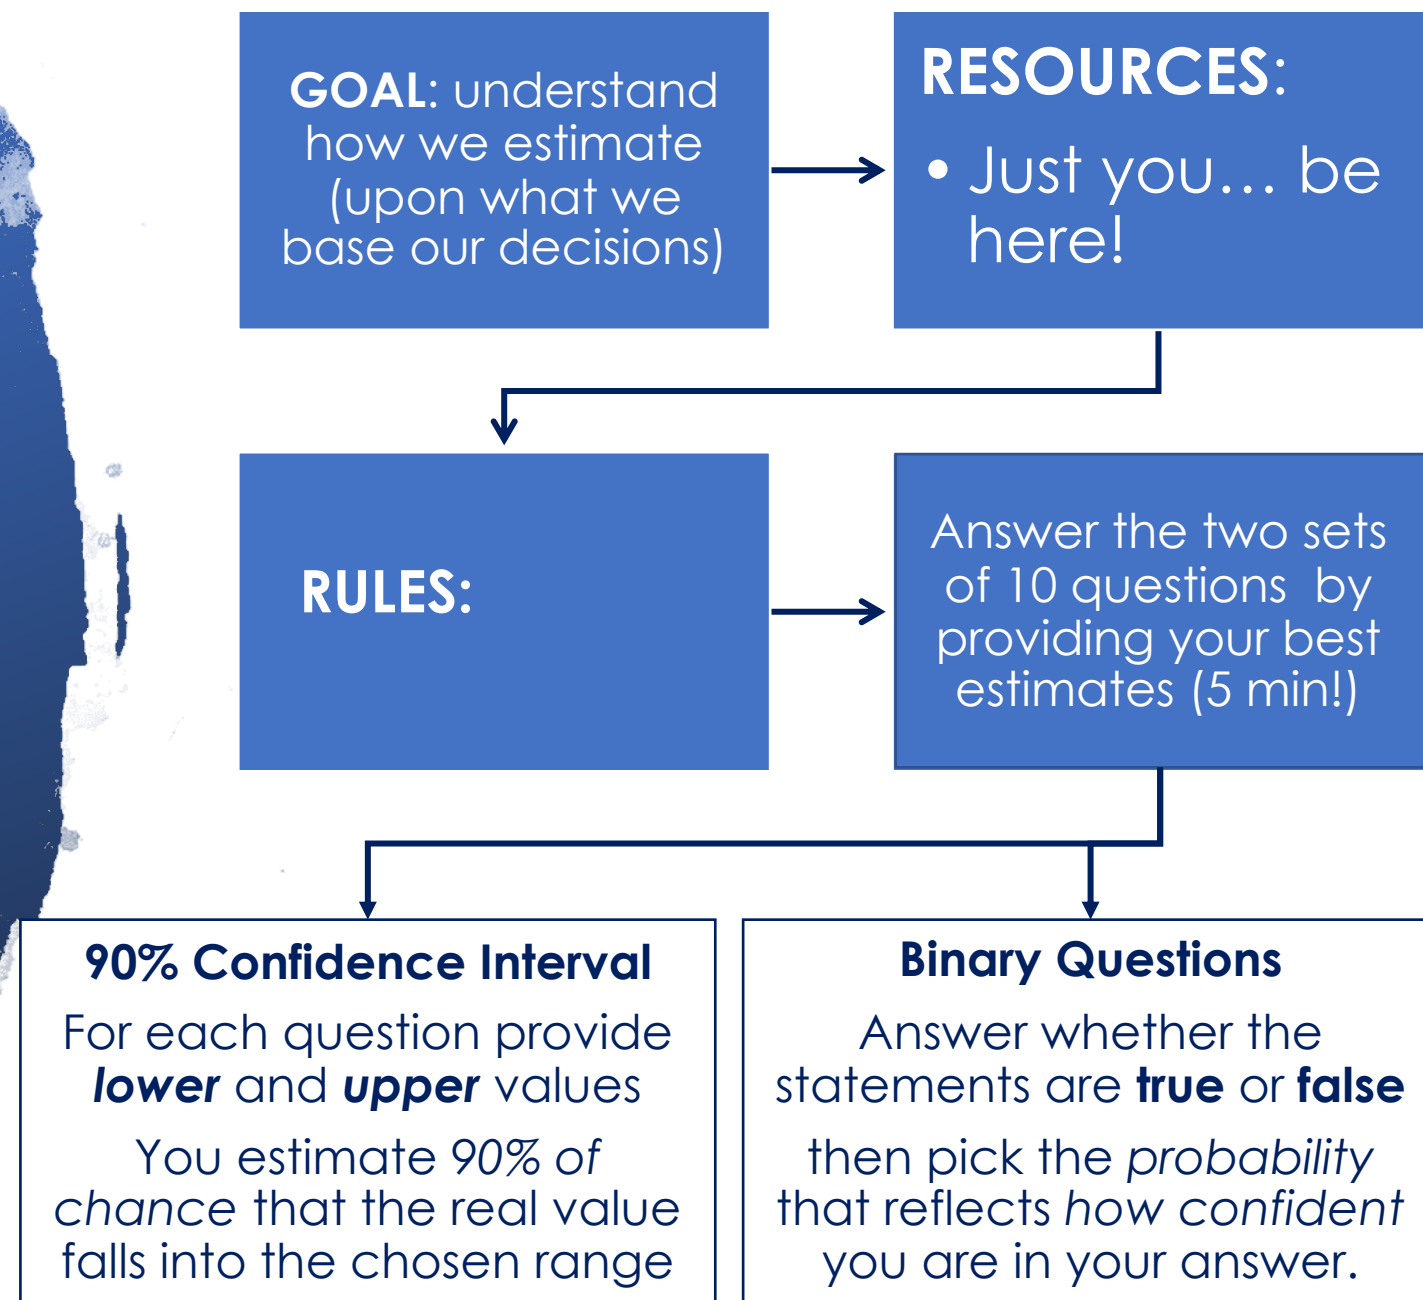 GOAL: understand
how we estimate
(upon what we
base our decisions)
RESOURCES:
• Just you... be
here!
RULES:
Answer the two sets
of 10 questions by
providing your best
estimates (5 min!)
90% Confidence Interval
For each question provide
lower and upper values
You estimate 90% of
chance that the real value
falls into the chosen range
Binary Questions
Answer whether the
statements are true or false
then pick the probability
that reflects how confident
you are in your answer.